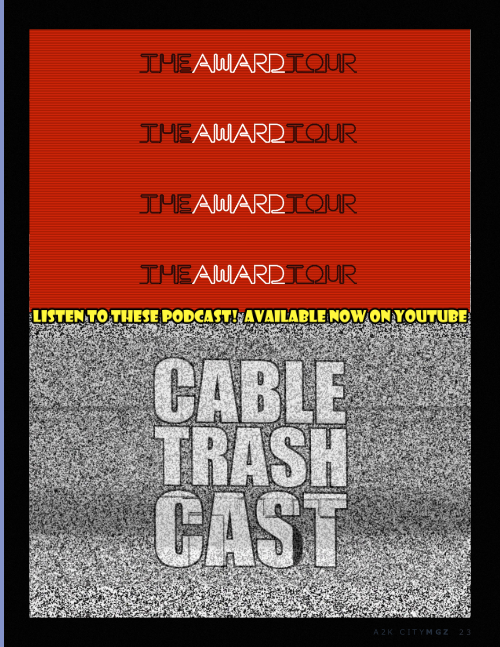 THEAWARDTOUR
THEAWARDTOUR
THEAWARDTOUR
THEAWARDTOUR
LISTEN TO THESE PODCAST! AVAILABLE NOW ON YOUTUBE
CABLE
TRASH
CAST
A2K CITYMGZ 23